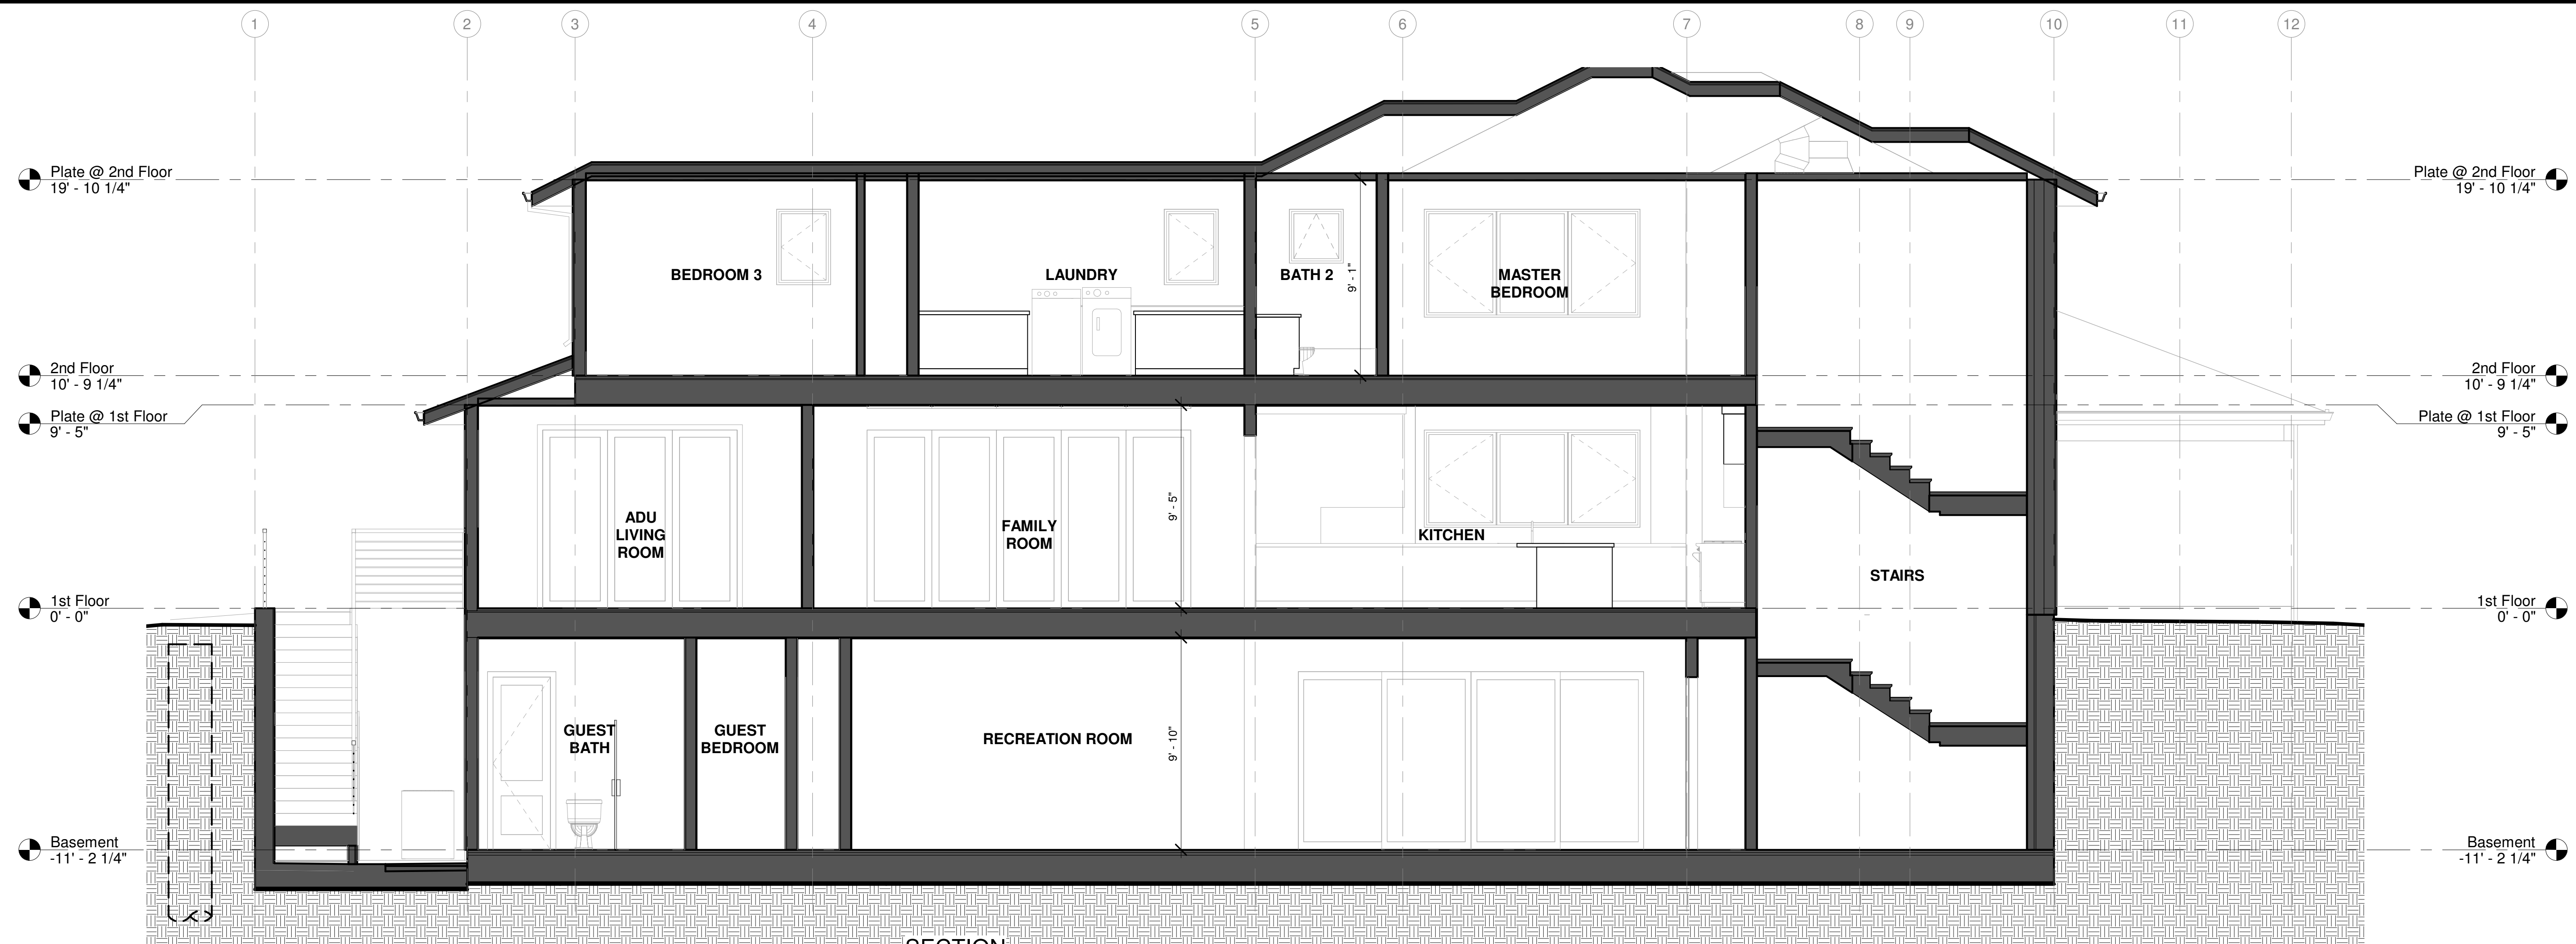 1 2 3 4 5 6 7 8 9 10 11 12
Plate @ 2nd Floor
19' - 10 1/4"
Plate @ 2nd Floor
19' - 10 1/4"
BEDROOM 3
LAUNDRY
BATH 2
9' - 1"
MASTER
BEDROOM
2nd Floor
10' - 9 1/4"
2nd Floor
10' - 9 1/4"
Plate @ 1st Floor
9' - 5"
Plate @ 1st Floor
9' - 5"
ADU
LIVING
ROOM
FAMILY
ROOM
9' - 5"
KITCHEN
STAIRS
1st Floor
0' - 0"
1st Floor
0' - 0"
GUEST
BATH
GUEST
BEDROOM
RECREATION ROOM
9' - 10"
Basement
-11' - 2 1/4"
Basement
-11' - 2 1/4"
SECTION